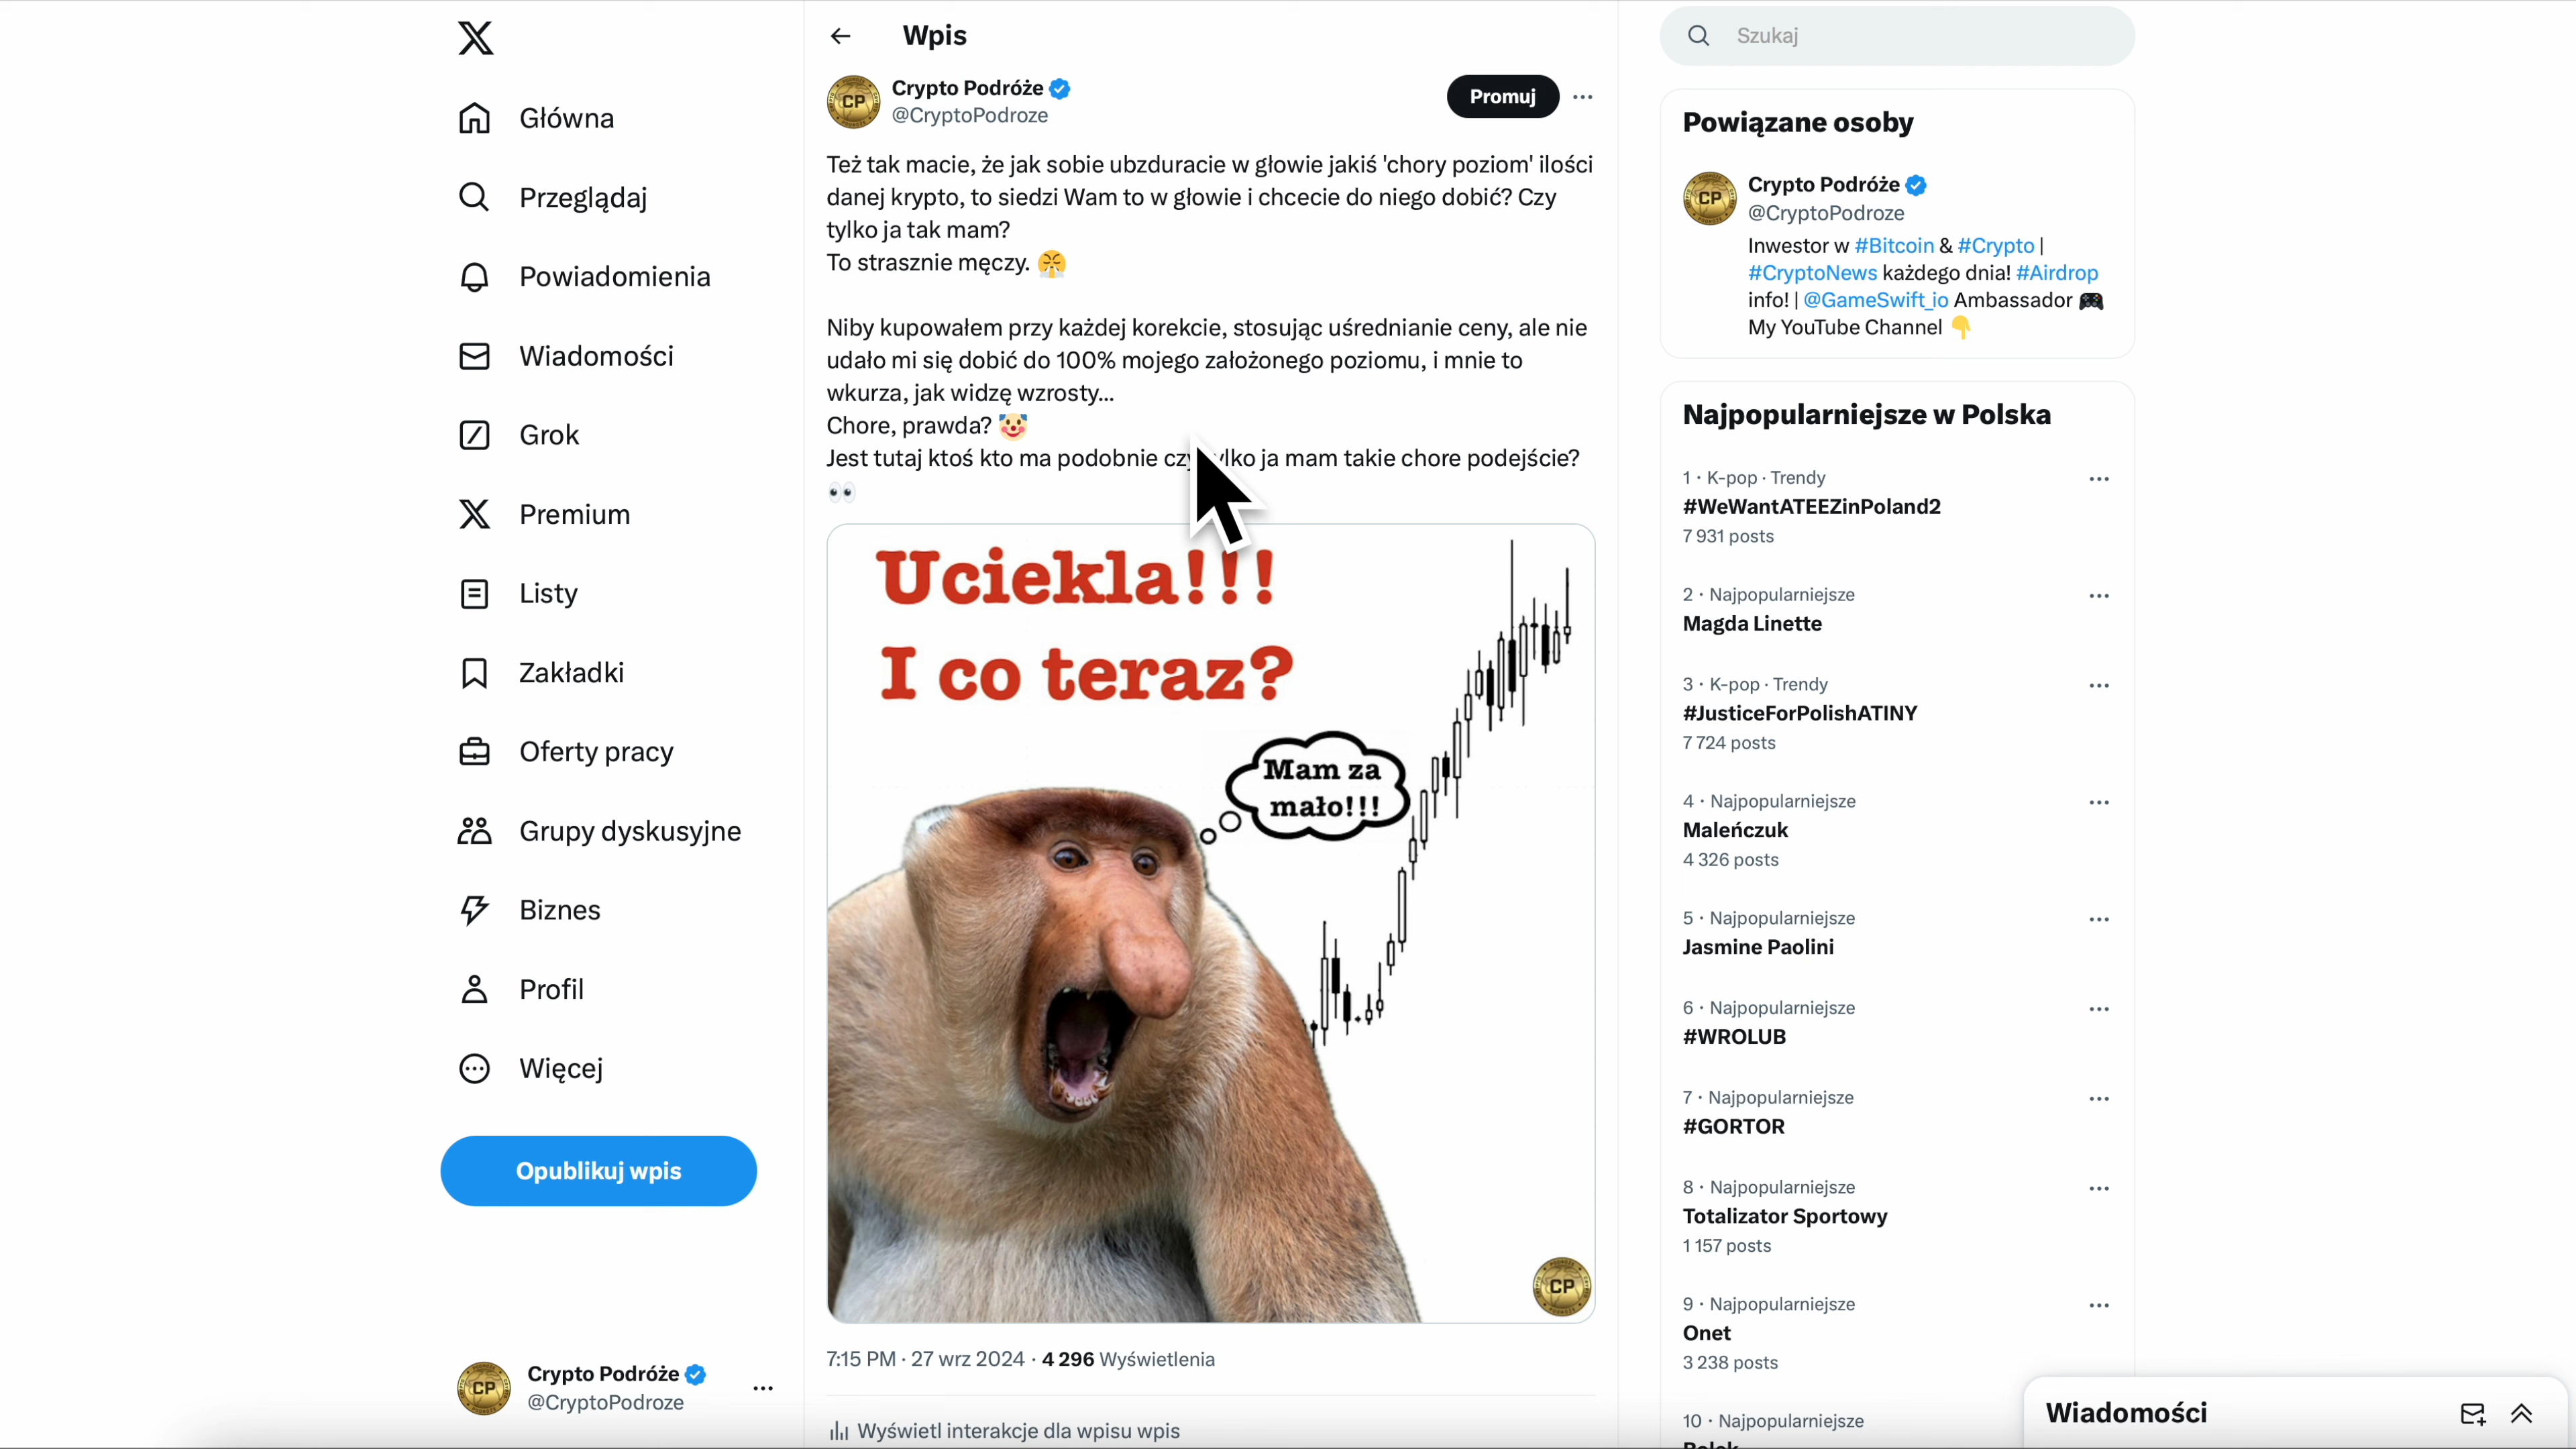 Główna
Przeglądaj
Powiadomienia
Wiadomości
Grok
Premium
Listy
Zakładki
Oferty pracy
Grupy dyskusyjne
Biznes
Profil
Więcej
Opublikuj wpis
Crypto Podróże
@CryptoPodroze
Wpis
CP
Crypto Podróże
@CryptoPodroze
Promuj
Też tak macie, że jak sobie ubzduracie w głowie jakiś 'chory poziom' ilości
danej krypto, to siedzi Wam to w głowie i chcecie do niego dobić? Czy
tylko ja tak mam?
To strasznie męczy. 😤
Niby kupowałem przy każdej korekcie, stosując uśrednianie ceny, ale nie
udało mi się dobić do 100% mojego założonego poziomu, i mnie to
wkurza, jak widzę wzrosty...
Chore, prawda? 🤡
Jest tutaj ktoś kto ma podobnie czy tylko ja mam takie chore podejście?
👀
Uciekla!!!
I co teraz?
Mam za
mało!!!
CP
7:15 PM · 27 wrz 2024 · 4 296 Wyświetlenia
Wyświetl interakcje dla wpisu wpis
Szukaj
Powiązane osoby
CP
Crypto Podróże
@CryptoPodroze
Inwestor w #Bitcoin & #Crypto |
#CryptoNews każdego dnia! #Airdrop
info! | @GameSwift_io Ambassador 🎮
My YouTube Channel 👇
Najpopularniejsze w Polska
1 · K-pop · Trendy
#WeWantATEEZinPoland2
7 931 posts
2 · Najpopularniejsze
Magda Linette
3 · K-pop · Trendy
#JusticeForPolishATINY
7 724 posts
4 · Najpopularniejsze
Maleńczuk
4 326 posts
5 · Najpopularniejsze
Jasmine Paolini
6 · Najpopularniejsze
#WROLUB
7 · Najpopularniejsze
#GORTOR
8 · Najpopularniejsze
Totalizator Sportowy
1 157 posts
9 · Najpopularniejsze
Onet
3 238 posts
10 · Najpopularniejsze
Wiadomości
CP